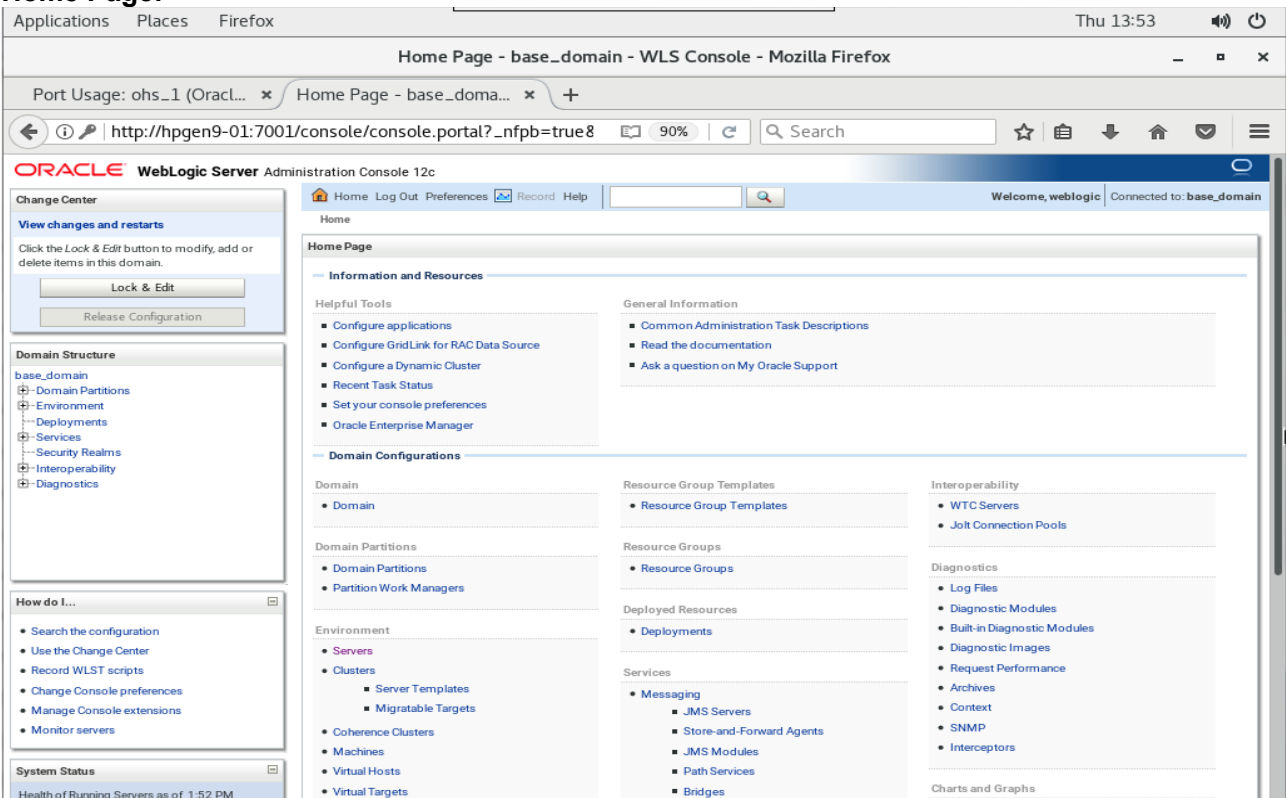 Home Page:
Applications Places Firefox Thu 13:53
Home Page - base_domain - WLS Console - Mozilla Firefox
Port Usage: ohs_1 (Oracl... × Home Page - base_doma... × +
http://hpgen9-01:7001/console/console.portal?_nfpb=true& 90% Search
ORACLE WebLogic Server Administration Console 12c
Change Center
View changes and restarts
Click the Lock & Edit button to modify, add or
delete items in this domain.
Lock & Edit
Release Configuration
Domain Structure
base_domain
Domain Partitions
Environment
Deployments
Services
Security Realms
Interoperability
Diagnostics
How do I...
Search the configuration
Use the Change Center
Record WLST scripts
Change Console preferences
Manage Console extensions
Monitor servers
System Status
Health of Running Servers as of 1:52 PM
Home Log Out Preferences Record Help
Welcome, weblogic Connected to: base_domain
Home
Home Page
Information and Resources
Helpful Tools
Configure applications
Configure GridLink for RAC Data Source
Configure a Dynamic Cluster
Recent Task Status
Set your console preferences
Oracle Enterprise Manager
General Information
Common Administration Task Descriptions
Read the documentation
Ask a question on My Oracle Support
Domain Configurations
Domain
Domain
Domain Partitions
Domain Partitions
Partition Work Managers
Environment
Servers
Clusters
Server Templates
Migratable Targets
Coherence Clusters
Machines
Virtual Hosts
Virtual Targets
Resource Group Templates
Resource Group Templates
Resource Groups
Resource Groups
Deployed Resources
Deployments
Services
Messaging
JMS Servers
Store-and-Forward Agents
JMS Modules
Path Services
Bridges
Interoperability
WTC Servers
Jolt Connection Pools
Diagnostics
Log Files
Diagnostic Modules
Built-in Diagnostic Modules
Diagnostic Images
Request Performance
Archives
Context
SNMP
Interceptors
Charts and Graphs